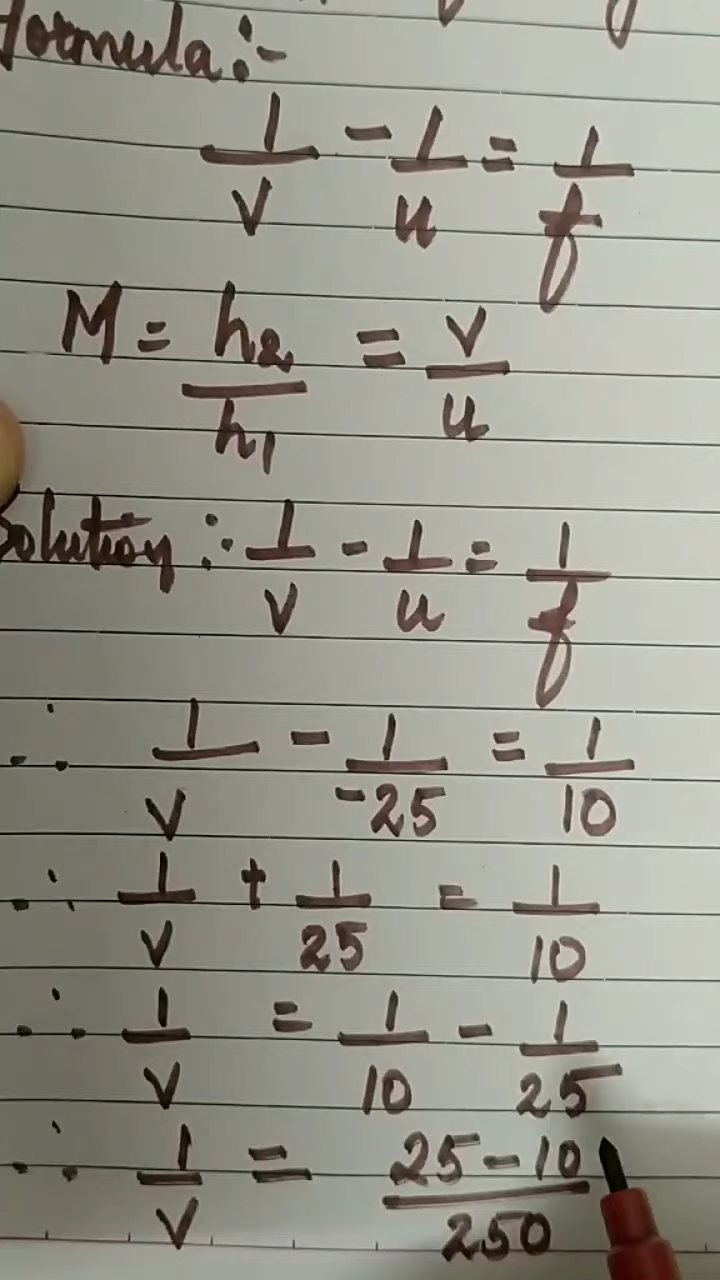 Formula :-
1/v - 1/u = 1/f
M = h2/h1 = v/u
Solution :- 1/v - 1/u = 1/f
∴ 1/v - 1/-25 = 1/10
∴ 1/v + 1/25 = 1/10
∴ 1/v = 1/10 - 1/25
∴ 1/v = 25-10/250